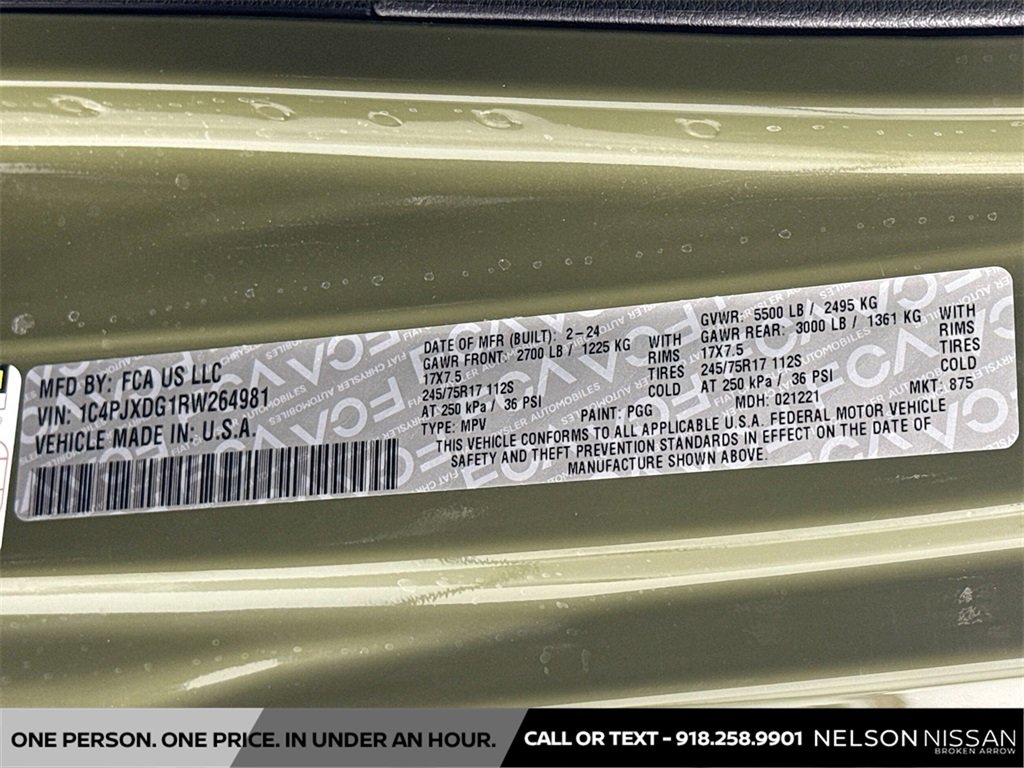 MFD BY: FCA US LLC
VIN: 1C4PJXDG1RW264981
VEHICLE MADE IN: U.S.A.
DATE OF MFR (BUILT): 2-24
GAWR FRONT: 2700 LB / 1225 KG WITH
17X7.5 RIMS
245/75R17 112S TIRES
AT 250 kPa / 36 PSI COLD
TYPE: MPV PAINT: PGG
GVWR: 5500 LB / 2495 KG
GAWR REAR: 3000 LB / 1361 KG WITH
17X7.5 RIMS
245/75R17 112S TIRES
AT 250 kPa / 36 PSI COLD
MDH: 021221 MKT: 875
THIS VEHICLE CONFORMS TO ALL APPLICABLE U.S.A. FEDERAL MOTOR VEHICLE
SAFETY AND THEFT PREVENTION STANDARDS IN EFFECT ON THE DATE OF
MANUFACTURE SHOWN ABOVE.
ONE PERSON. ONE PRICE. IN UNDER AN HOUR.
CALL OR TEXT - 918.258.9901
NELSON NISSAN
BROKEN ARROW